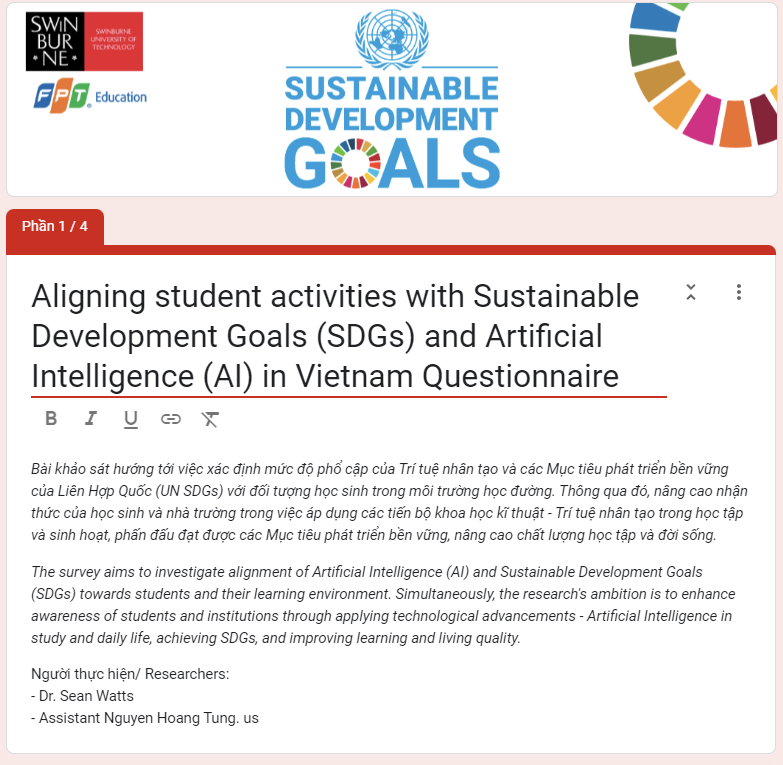 SWIN
BUR
* NE *
SWINBURNE
UNIVERSITY OF
TECHNOLOGY
FPT Education
SUSTAINABLE
DEVELOPMENT
GOALS
Phần 1 / 4
Aligning student activities with Sustainable
Development Goals (SDGs) and Artificial
Intelligence (AI) in Vietnam Questionnaire
B I U
Bài khảo sát hướng tới việc xác định mức độ phổ cập của Trí tuệ nhân tạo và các Mục tiêu phát triển bền vững
của Liên Hợp Quốc (UN SDGs) với đối tượng học sinh trong môi trường học đường. Thông qua đó, nâng cao nhận
thức của học sinh và nhà trường trong việc áp dụng các tiến bộ khoa học kĩ thuật - Trí tuệ nhân tạo trong học tập
và sinh hoạt, phấn đấu đạt được các Mục tiêu phát triển bền vững, nâng cao chất lượng học tập và đời sống.
The survey aims to investigate alignment of Artificial Intelligence (AI) and Sustainable Development Goals
(SDGs) towards students and their learning environment. Simultaneously, the research's ambition is to enhance
awareness of students and institutions through applying technological advancements - Artificial Intelligence in
study and daily life, achieving SDGs, and improving learning and living quality.
Người thực hiện/ Researchers:
- Dr. Sean Watts
- Assistant Nguyen Hoang Tung. us